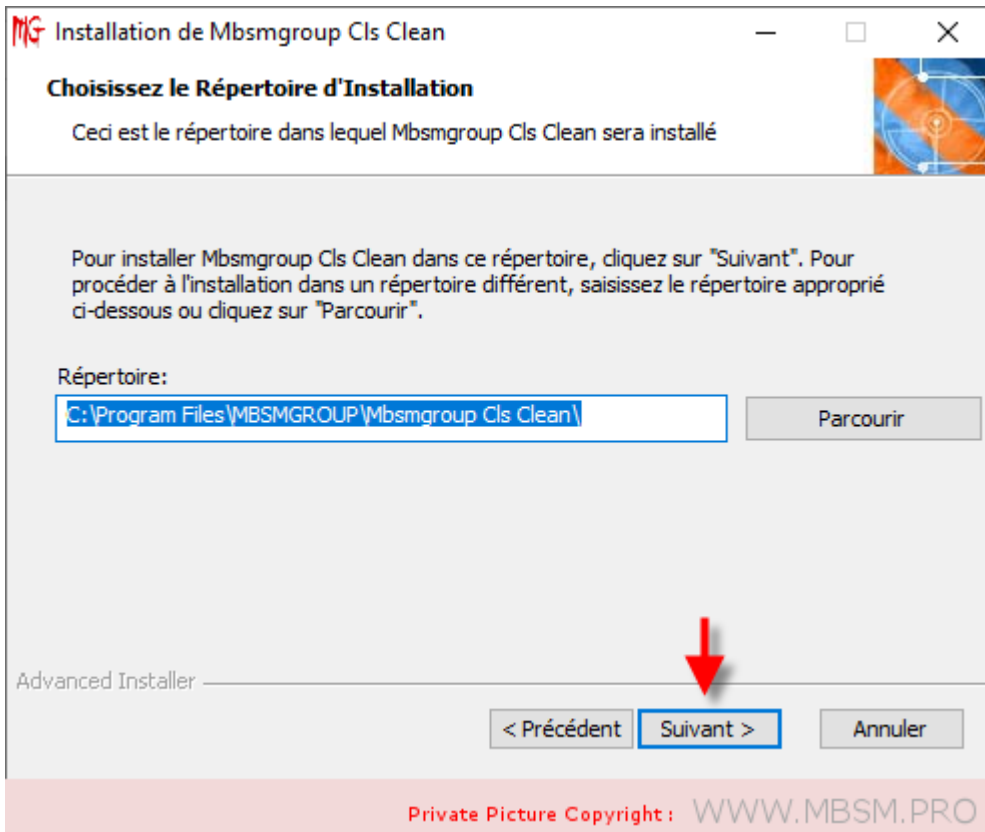 MG Installation de Mbsmgroup Cls Clean
Choisissez le Répertoire d'Installation
Ceci est le répertoire dans lequel Mbsmgroup Cls Clean sera installé
Pour installer Mbsmgroup Cls Clean dans ce répertoire, cliquez sur "Suivant". Pour
procéder à l'installation dans un répertoire différent, saisissez le répertoire approprié
ci-dessous ou cliquez sur "Parcourir".
Répertoire:
C:\Program Files\MBSMGROUP\Mbsmgroup Cls Clean\
Parcourir
Advanced Installer
< Précédent
Suivant >
Annuler
Private Picture Copyright : WWW.MBSM.PRO